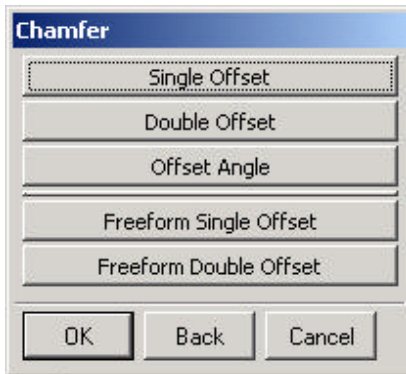 Chamfer
Single Offset
Double Offset
Offset Angle
Freeform Single Offset
Freeform Double Offset
OK Back Cancel